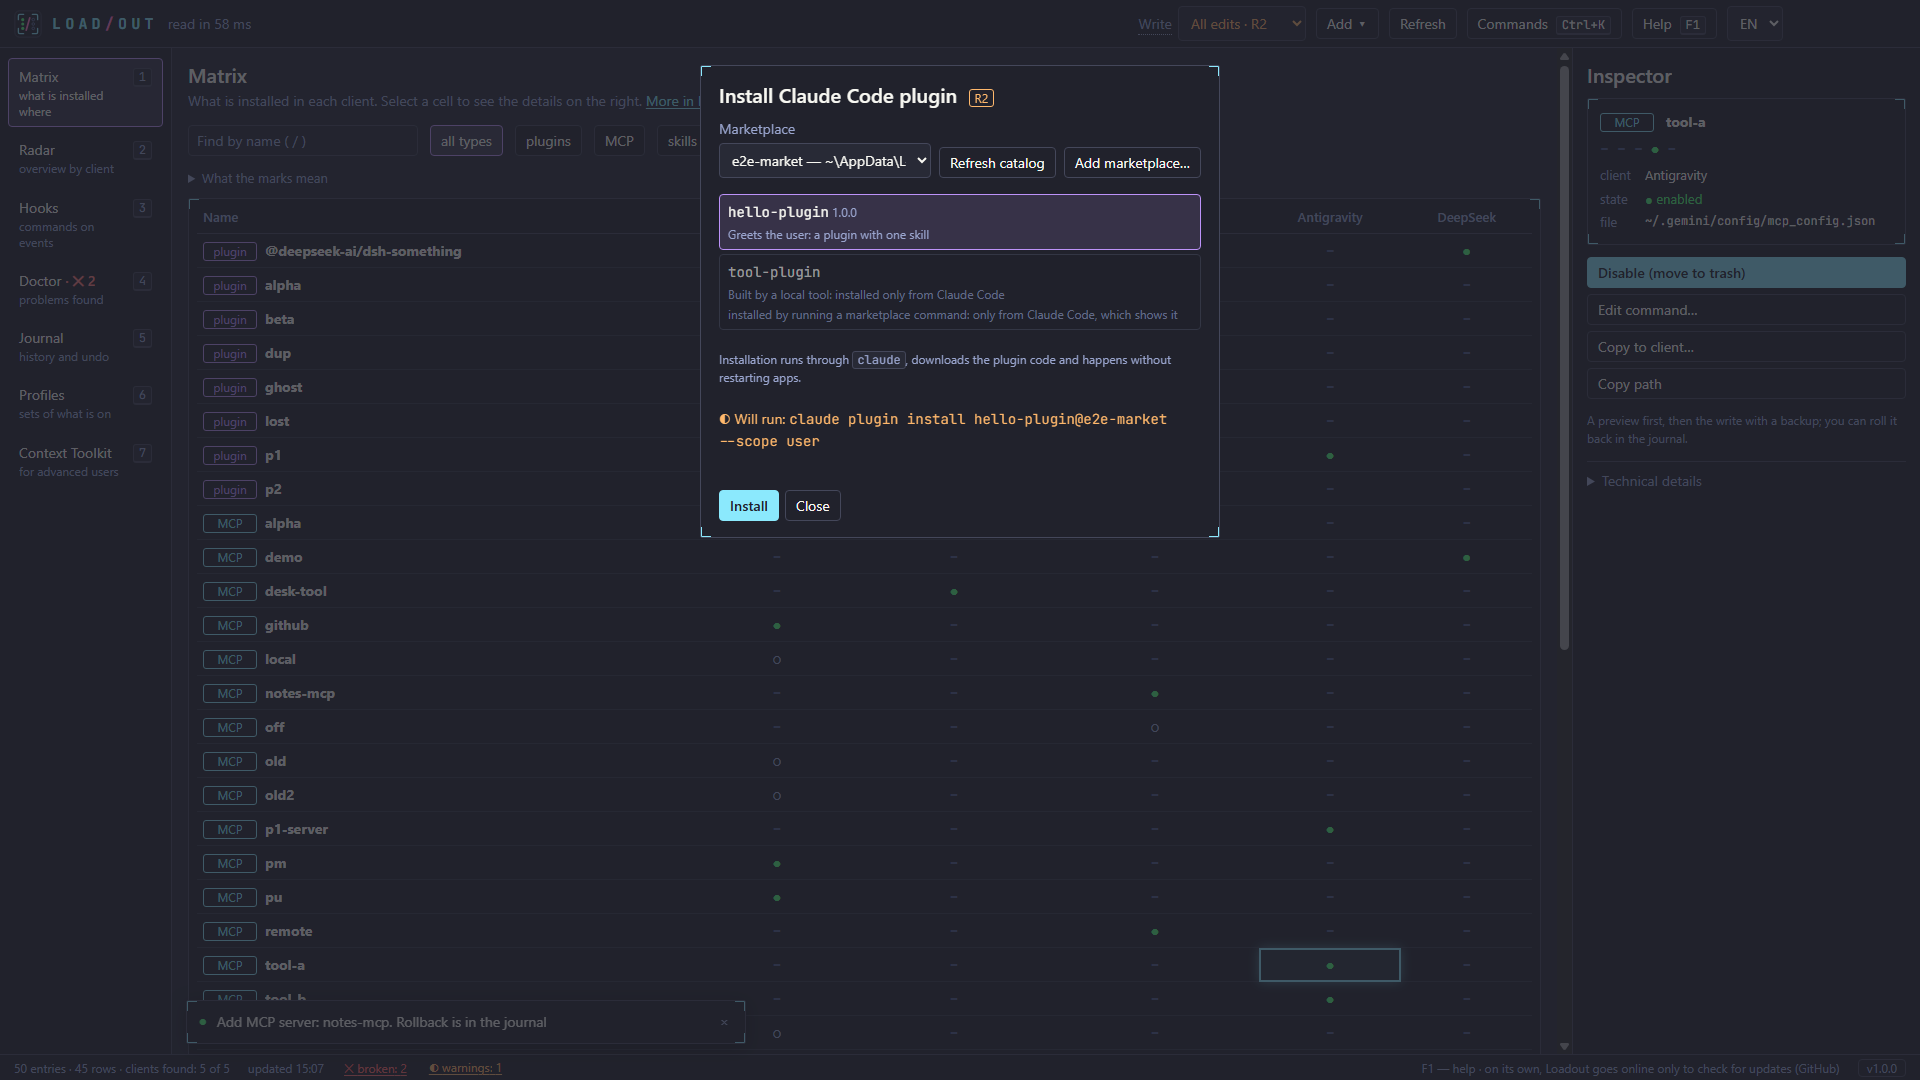 LOAD/OUT read in 58 ms
Write All edits · R2 Add ▾ Refresh Commands Ctrl+K Help F1 EN
Matrix 1
what is installed
where
Radar 2
overview by client
Hooks 3
commands on
events
Doctor · ✕ 2 4
problems found
Journal 5
history and undo
Profiles 6
sets of what is on
Context Toolkit 7
for advanced users
Matrix
What is installed in each client. Select a cell to see the details on the right. More in
Find by name ( / ) all types plugins MCP skills
▶ What the marks mean
Name Antigravity DeepSeek
plugin @deepseek-ai/dsh-something
plugin alpha
plugin beta
plugin dup
plugin ghost
plugin lost
plugin p1
plugin p2
MCP alpha
MCP demo
MCP desk-tool
MCP github
MCP local
MCP notes-mcp
MCP off
MCP old
MCP old2
MCP p1-server
MCP pm
MCP pu
MCP remote
MCP tool-a
MCP tool-b
Add MCP server: notes-mcp. Rollback is in the journal ×
Install Claude Code plugin R2
Marketplace
e2e-market — ~\AppData\L Refresh catalog Add marketplace...
hello-plugin 1.0.0
Greets the user: a plugin with one skill
tool-plugin
Built by a local tool: installed only from Claude Code
installed by running a marketplace command: only from Claude Code, which shows it
Installation runs through claude, downloads the plugin code and happens without
restarting apps.
◐ Will run: claude plugin install hello-plugin@e2e-market
--scope user
Install Close
Inspector
MCP tool-a
client Antigravity
state ● enabled
file ~/.gemini/config/mcp_config.json
Disable (move to trash)
Edit command...
Copy to client...
Copy path
A preview first, then the write with a backup; you can roll it
back in the journal.
▶ Technical details
50 entries · 45 rows · clients found: 5 of 5 updated 15:07 ✕ broken: 2 ◐ warnings: 1
F1 — help · on its own, Loadout goes online only to check for updates (GitHub) v1.0.0